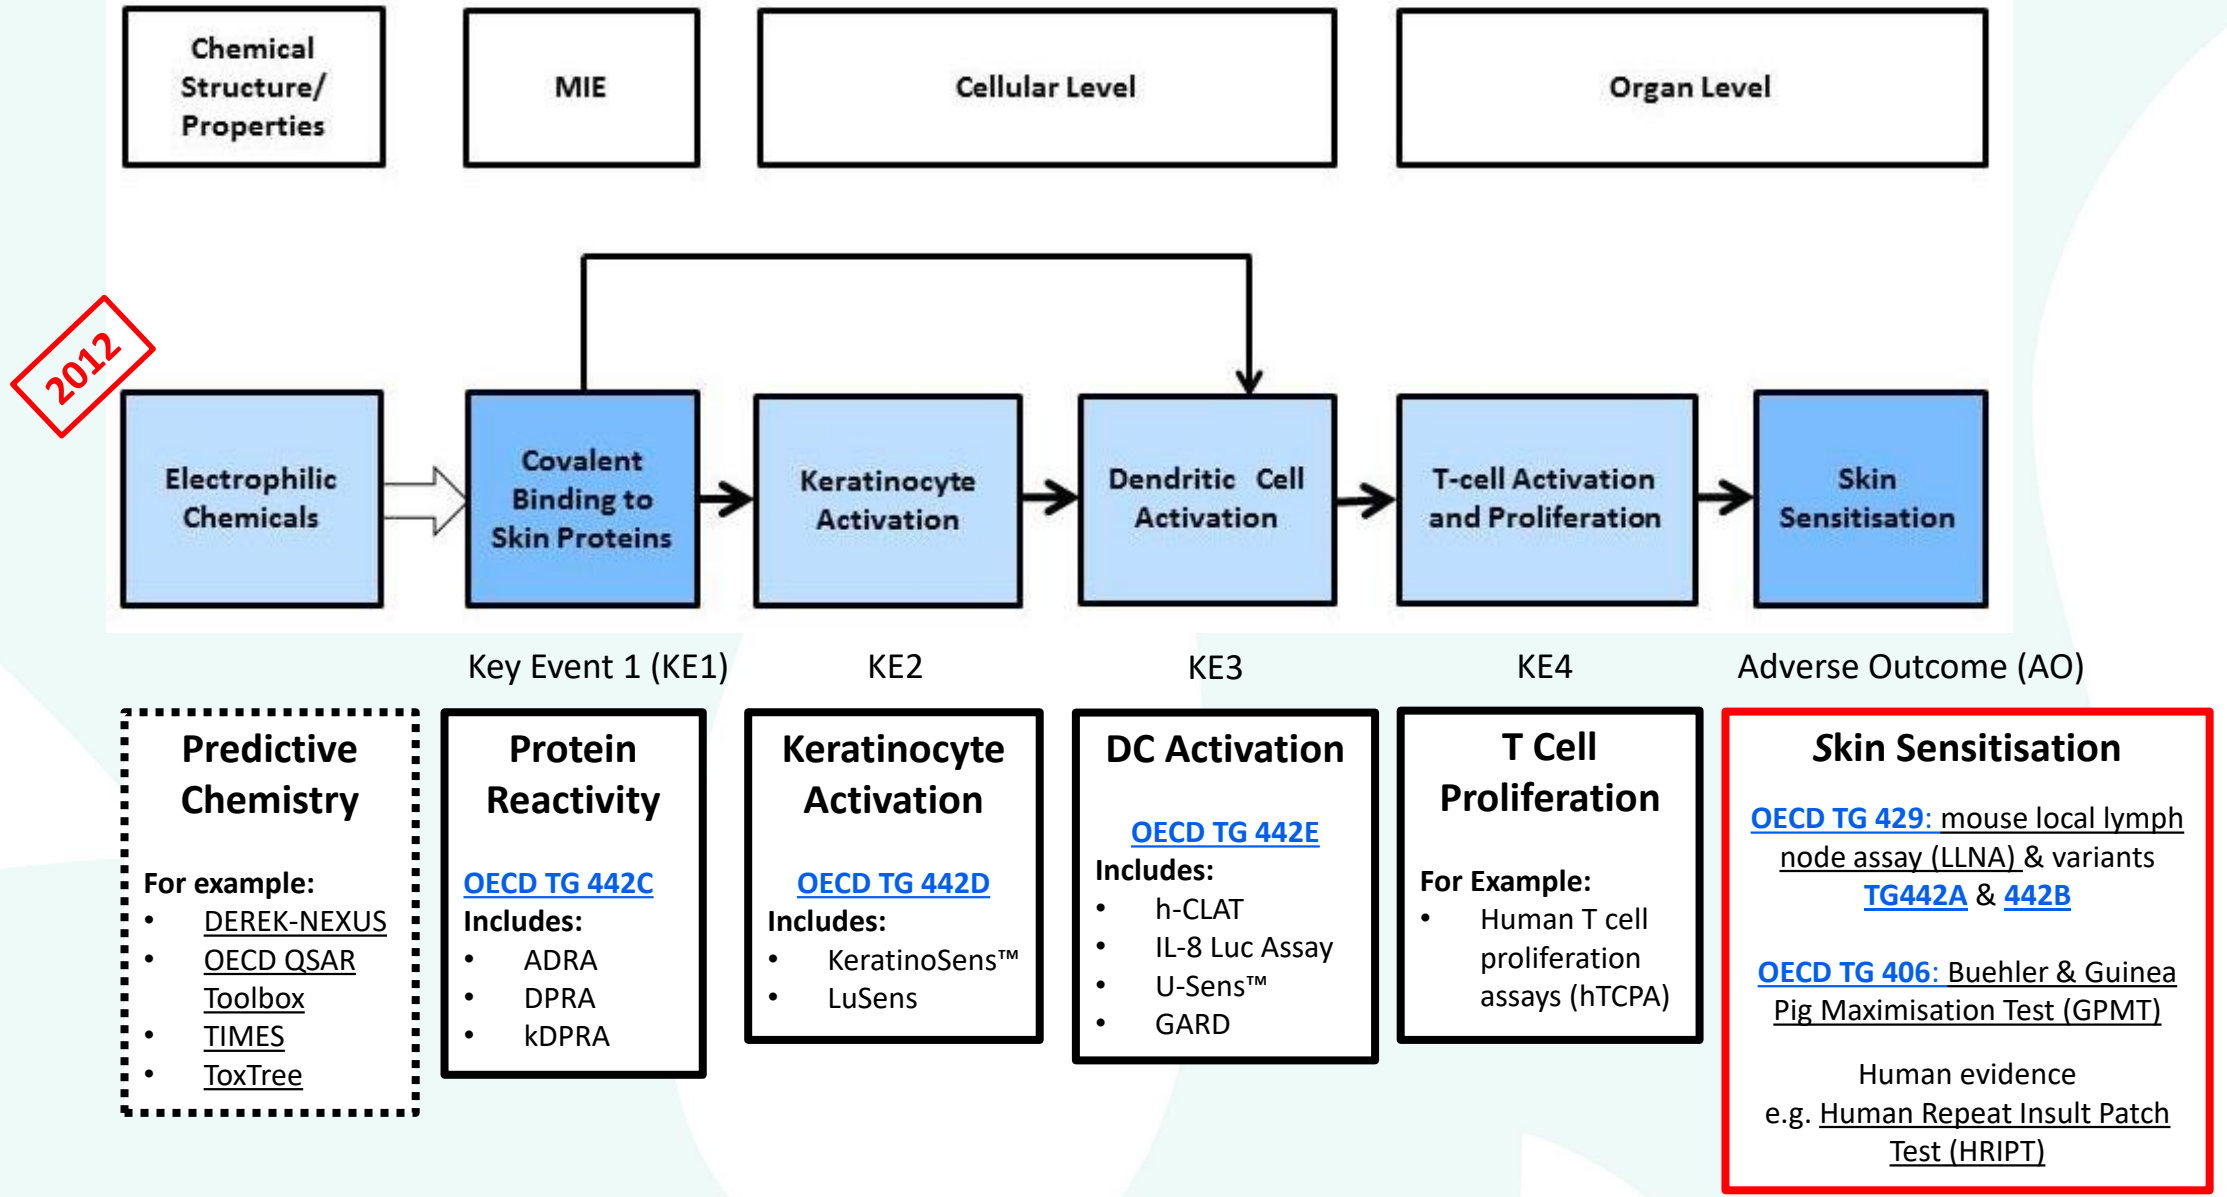 Chemical
Structure/
Properties
MIE
Cellular Level
Organ Level
2012
Electrophilic
Chemicals
Covalent
Binding to
Skin Proteins
Keratinocyte
Activation
Dendritic Cell
Activation
T-cell Activation
and Proliferation
Skin
Sensitisation
Key Event 1 (KE1)
KE2
KE3
KE4
Adverse Outcome (AO)
Predictive
Chemistry
For example:
• DEREK-NEXUS
• OECD QSAR
Toolbox
• TIMES
• ToxTree
Protein
Reactivity
OECD TG 442C
Includes:
• ADRA
• DPRA
• kDPRA
Keratinocyte
Activation
OECD TG 442D
Includes:
• KeratinoSens™
• LuSens
DC Activation
OECD TG 442E
Includes:
• h-CLAT
• IL-8 Luc Assay
• U-Sens™
• GARD
T Cell
Proliferation
For Example:
• Human T cell
proliferation
assays (hTCPA)
Skin Sensitisation
OECD TG 429: mouse local lymph
node assay (LLNA) & variants
TG442A & 442B
OECD TG 406: Buehler & Guinea
Pig Maximisation Test (GPMT)
Human evidence
e.g. Human Repeat Insult Patch
Test (HRIPT)